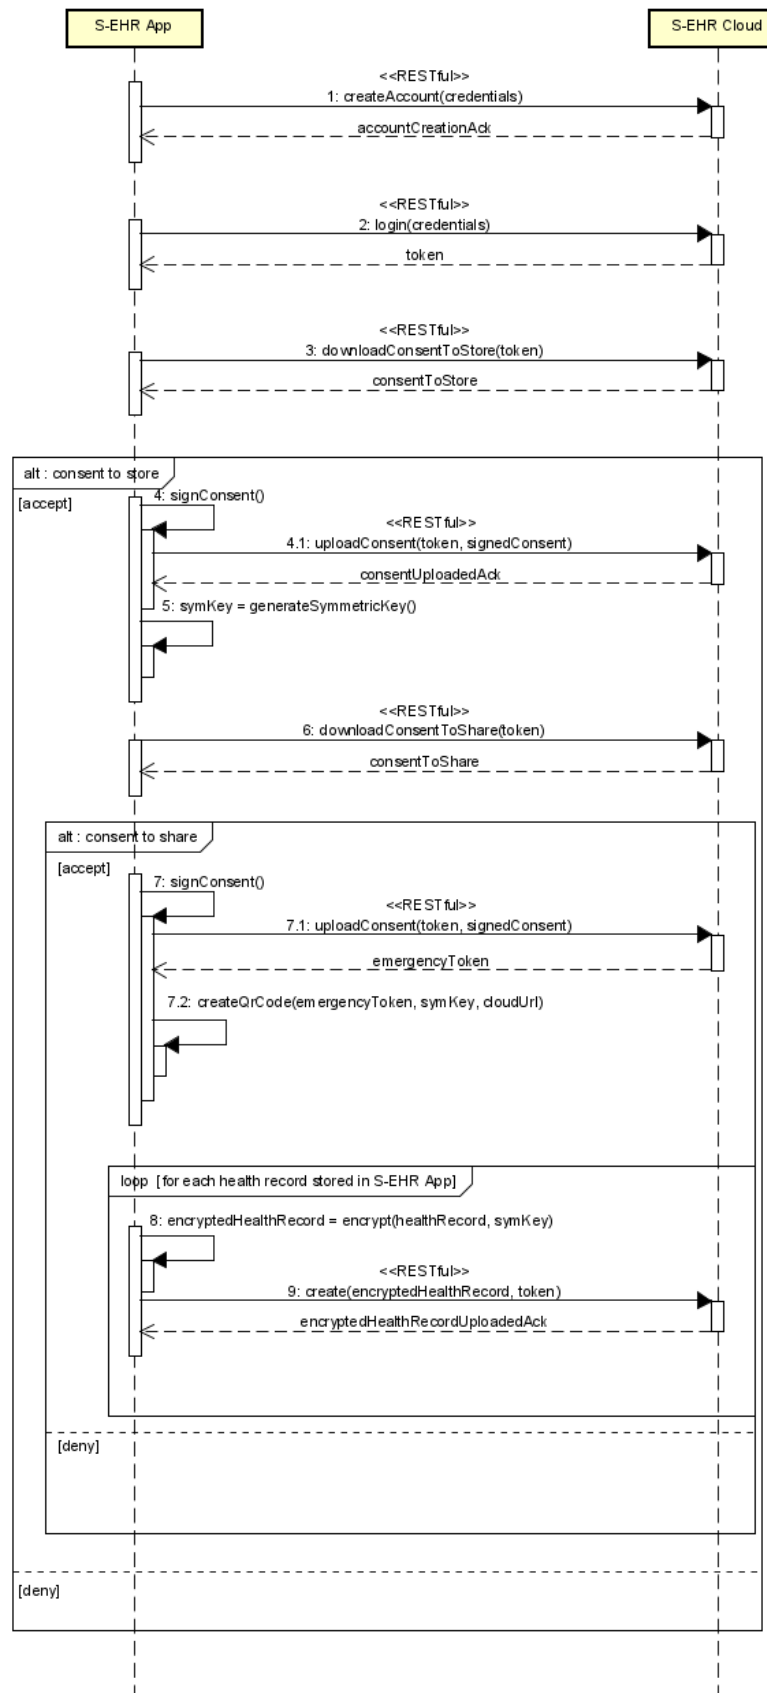 S-EHR App
S-EHR Cloud
<<RESTful>>
1: createAccount(credentials)
accountCreationAck
<<RESTful>>
2: login(credentials)
token
<<RESTful>>
3: downloadConsentToStore(token)
consentToStore
alt : consent to store
[accept]
4: signConsent()
<<RESTful>>
4.1: uploadConsent(token, signedConsent)
consentUploadedAck
5: symKey = generateSymmetricKey()
<<RESTful>>
6: downloadConsentToShare(token)
consentToShare
alt : consent to share
[accept]
7: signConsent()
<<RESTful>>
7.1: uploadConsent(token, signedConsent)
emergencyToken
7.2: createQrCode(emergencyToken, symKey, cloudUrl)
loop [for each health record stored in S-EHR App]
8: encryptedHealthRecord = encrypt(healthRecord, symKey)
<<RESTful>>
9: create(encryptedHealthRecord, token)
encryptedHealthRecordUploadedAck
[deny]
[deny]